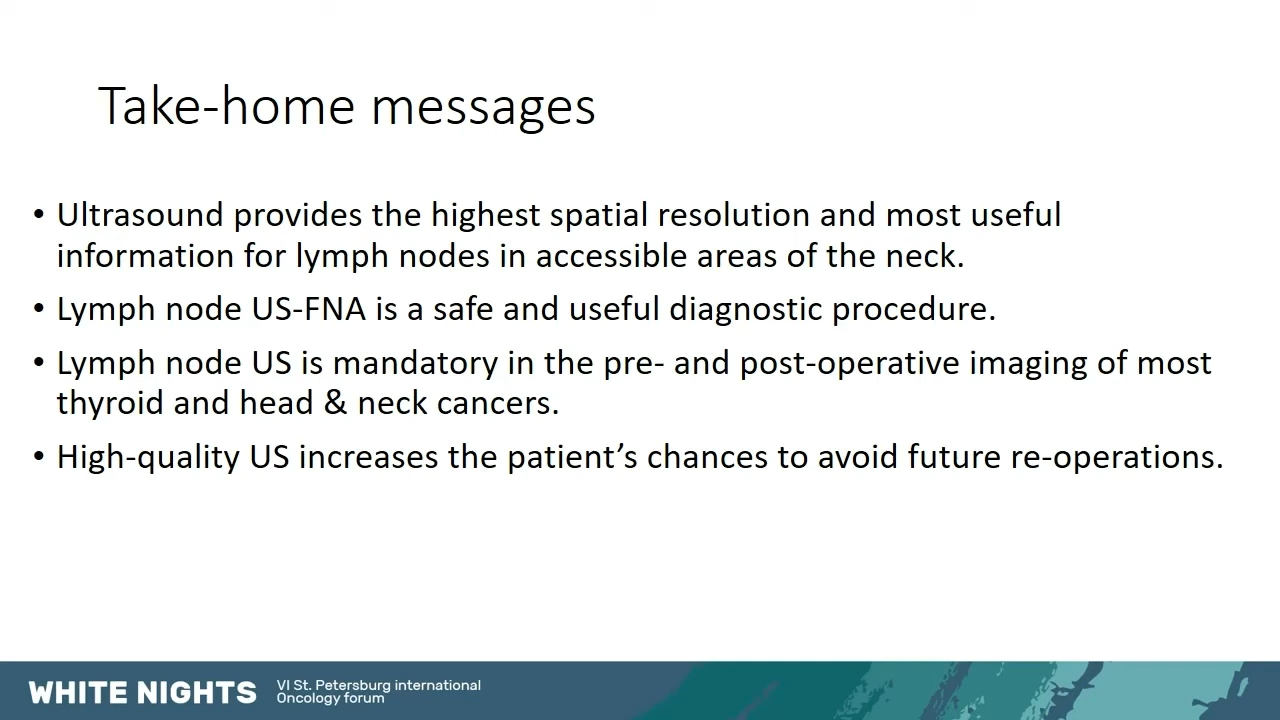 Take-home messages
• Ultrasound provides the highest spatial resolution and most useful
information for lymph nodes in accessible areas of the neck.
• Lymph node US-FNA is a safe and useful diagnostic procedure.
• Lymph node US is mandatory in the pre- and post-operative imaging of most
thyroid and head & neck cancers.
• High-quality US increases the patient’s chances to avoid future re-operations.
WHITE NIGHTS
VI St. Petersburg international
Oncology forum